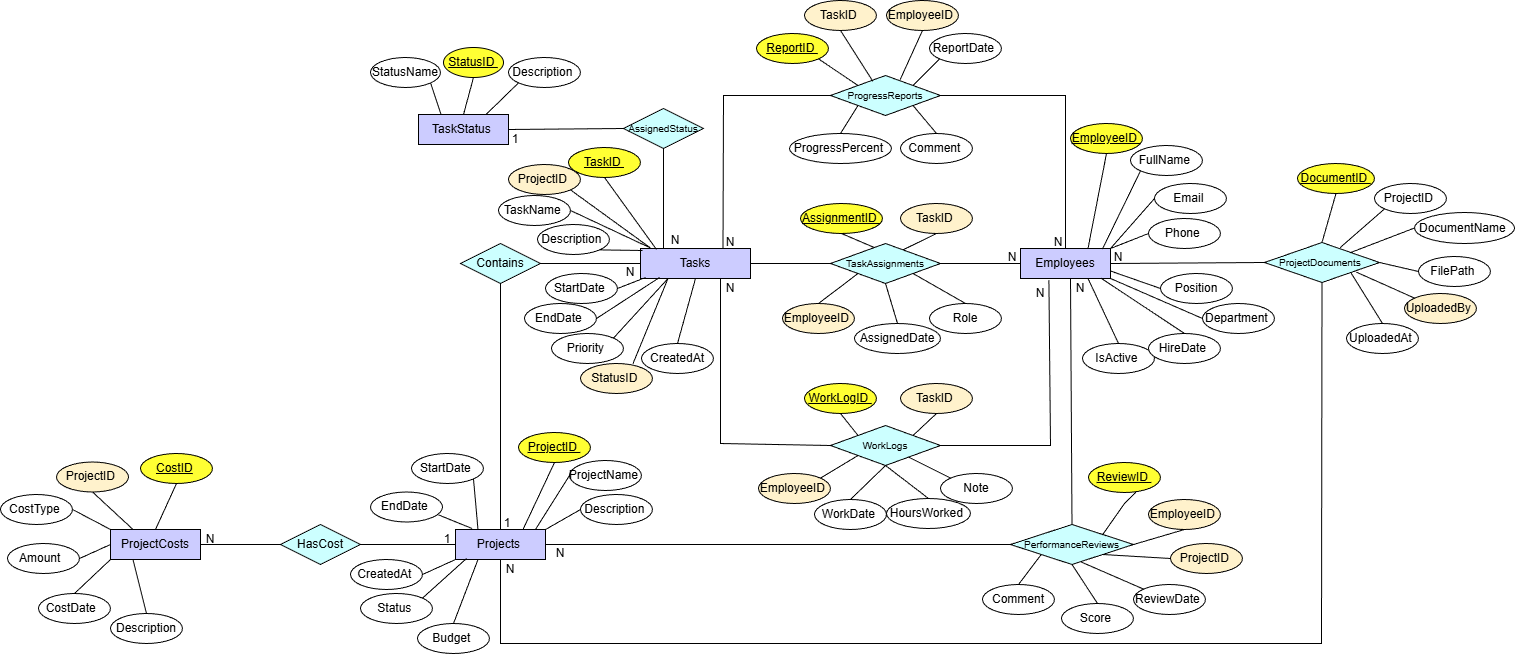 TaskID
EmployeeID
ReportID
ReportDate
ProgressReports
ProgressPercent
Comment
StatusName
StatusID
Description
TaskStatus
1
AssignedStatus
N
TaskID
ProjectID
TaskName
Description
Contains
N
Tasks
N
N
StartDate
EndDate
Priority
StatusID
CreatedAt
AssignmentID
TaskID
TaskAssignments
EmployeeID
AssignedDate
Role
EmployeeID
FullName
Email
Phone
N
N
Employees
N
N
N
Position
Department
HireDate
IsActive
DocumentID
ProjectID
DocumentName
ProjectDocuments
FilePath
UploadedBy
UploadedAt
WorkLogID
TaskID
WorkLogs
EmployeeID
WorkDate
HoursWorked
Note
ProjectID
CostID
CostType
ProjectCosts
N
Amount
CostDate
Description
HasCost
1
StartDate
ProjectID
ProjectName
EndDate
Description
1
Projects
N
N
CreatedAt
Status
Budget
ReviewID
EmployeeID
PerformanceReviews
ProjectID
Comment
Score
ReviewDate